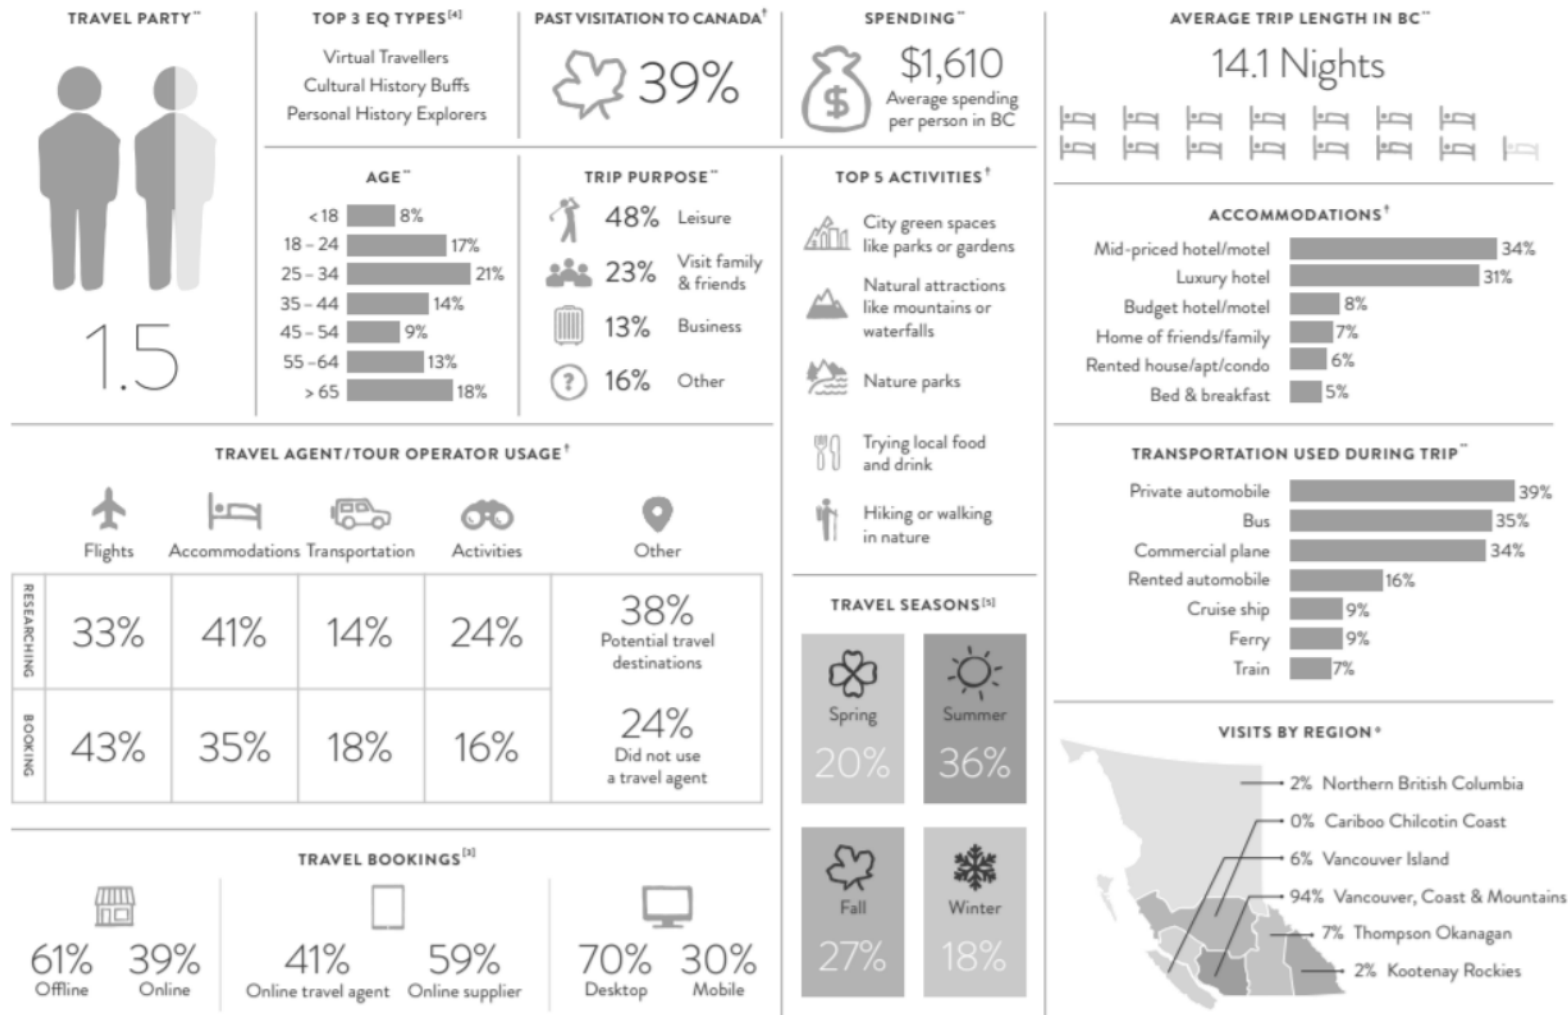 TRAVEL PARTY**
1.5
TOP 3 EQ TYPES[4]
Virtual Travellers
Cultural History Buffs
Personal History Explorers
PAST VISITATION TO CANADA†
39%
SPENDING**
$
$1,610
Average spending
per person in BC
AVERAGE TRIP LENGTH IN BC**
14.1 Nights
AGE**
< 18 8%
18 – 24 17%
25 – 34 21%
35 – 44 14%
45 – 54 9%
55 – 64 13%
> 65 18%
TRIP PURPOSE**
48% Leisure
23% Visit family
& friends
13% Business
? 16% Other
TOP 5 ACTIVITIES†
City green spaces
like parks or gardens
Natural attractions
like mountains or
waterfalls
Nature parks
Trying local food
and drink
Hiking or walking
in nature
ACCOMMODATIONS†
Mid-priced hotel/motel 34%
Luxury hotel 31%
Budget hotel/motel 8%
Home of friends/family 7%
Rented house/apt/condo 6%
Bed & breakfast 5%
TRAVEL AGENT/TOUR OPERATOR USAGE†
Flights Accommodations Transportation Activities Other
RESEARCHING
33% 41% 14% 24% 38%
Potential travel
destinations
BOOKING
43% 35% 18% 16% 24%
Did not use
a travel agent
TRANSPORTATION USED DURING TRIP**
Private automobile 39%
Bus 35%
Commercial plane 34%
Rented automobile 16%
Cruise ship 9%
Ferry 9%
Train 7%
TRAVEL SEASONS[5]
Spring
20%
Summer
36%
Fall
27%
Winter
18%
TRAVEL BOOKINGS[3]
61% 39%
Offline Online
41% 59%
Online travel agent Online supplier
70% 30%
Desktop Mobile
VISITS BY REGION◆
2% Northern British Columbia
0% Cariboo Chilcotin Coast
6% Vancouver Island
94% Vancouver, Coast & Mountains
7% Thompson Okanagan
2% Kootenay Rockies